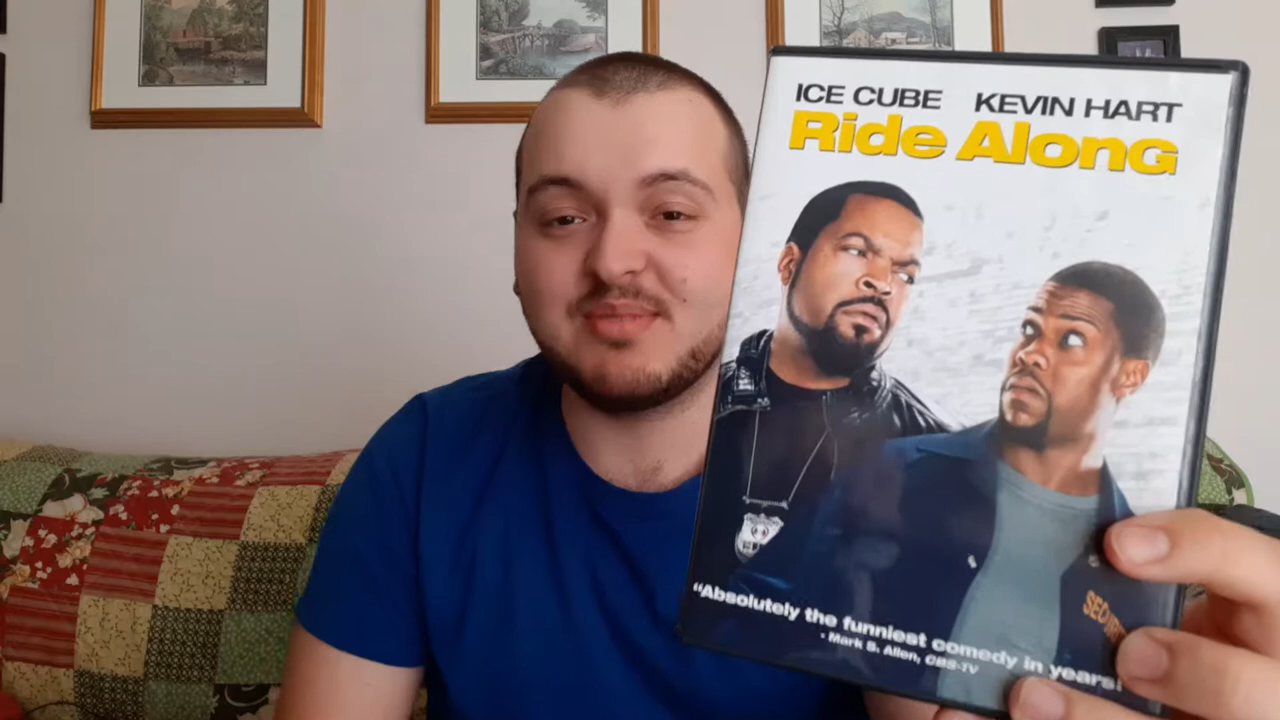 ICE CUBE KEVIN HART
Ride Along
"Absolutely the funniest comedy in years!
- Mark S. Allen, CBS-TV